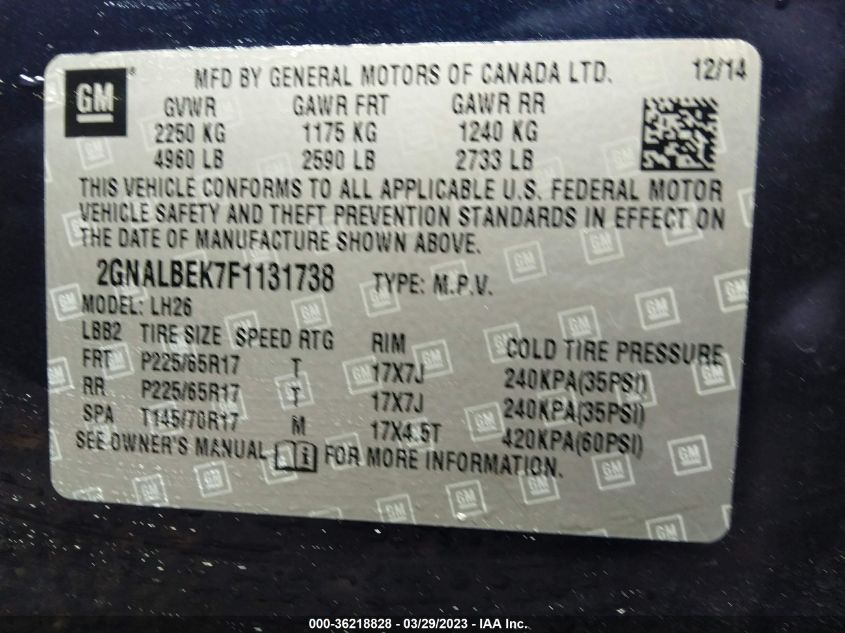 GM® MFD BY GENERAL MOTORS OF CANADA LTD. 12/14
GVWR GAWR FRT GAWR RR
2250 KG 1175 KG 1240 KG
4960 LB 2590 LB 2733 LB
THIS VEHICLE CONFORMS TO ALL APPLICABLE U.S. FEDERAL MOTOR
VEHICLE SAFETY AND THEFT PREVENTION STANDARDS IN EFFECT ON
THE DATE OF MANUFACTURE SHOWN ABOVE.
2GNALBEK7F1131738 TYPE: M.P.V.
MODEL: LH26
LBB2 TIRE SIZE SPEED RTG RIM COLD TIRE PRESSURE
FRT P225/65R17 T 17X7J 240KPA(35PSI)
RR P225/65R17 T 17X7J 240KPA(35PSI)
SPA T145/70R17 M 17X4.5T 420KPA(60PSI)
SEE OWNER'S MANUAL FOR MORE INFORMATION.
000-36218828 - 03/29/2023 - IAA Inc.